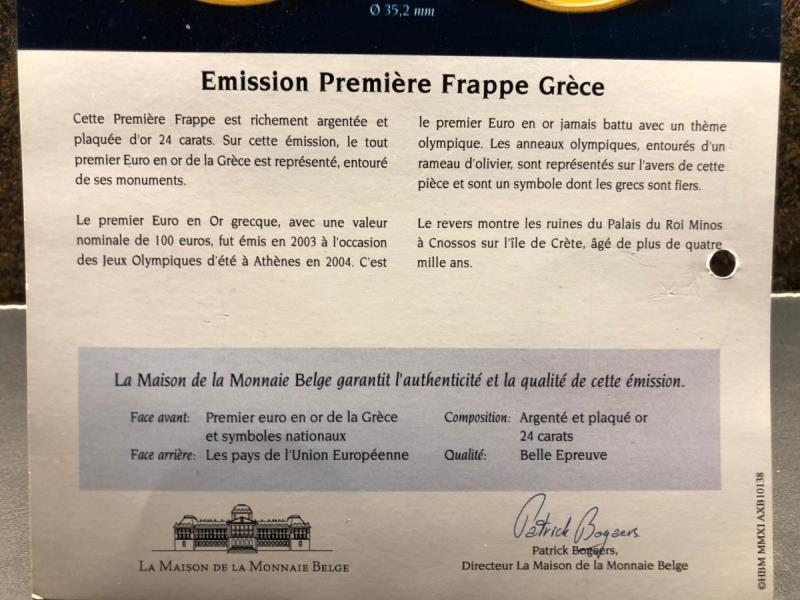 Ø 35,2 mm
Emission Première Frappe Grèce
Cette Première Frappe est richement argentée et
plaquée d'or 24 carats. Sur cette émission, le tout
premier Euro en or de la Grèce est représenté, entouré
de ses monuments.
Le premier Euro en Or grecque, avec une valeur
nominale de 100 euros, fut émis en 2003 à l'occasion
des Jeux Olympiques d'été à Athènes en 2004. C'est
le premier Euro en or jamais battu avec un thème
olympique. Les anneaux olympiques, entourés d'un
rameau d'olivier, sont représentés sur l'avers de cette
pièce et sont un symbole dont les grecs sont fiers.
Le revers montre les ruines du Palais du Roi Minos
à Cnossos sur l'île de Crète, âgé de plus de quatre
mille ans.
La Maison de la Monnaie Belge garantit l'authenticité et la qualité de cette émission.
Face avant: Premier euro en or de la Grèce
et symboles nationaux
Face arrière: Les pays de l'Union Européenne
Composition: Argenté et plaqué or
24 carats
Qualité: Belle Epreuve
LA MAISON DE LA MONNAIE BELGE
Patrick Bogaers
Patrick Bogaers,
Directeur La Maison de la Monnaie Belge
©HBM MMXI AXB10138